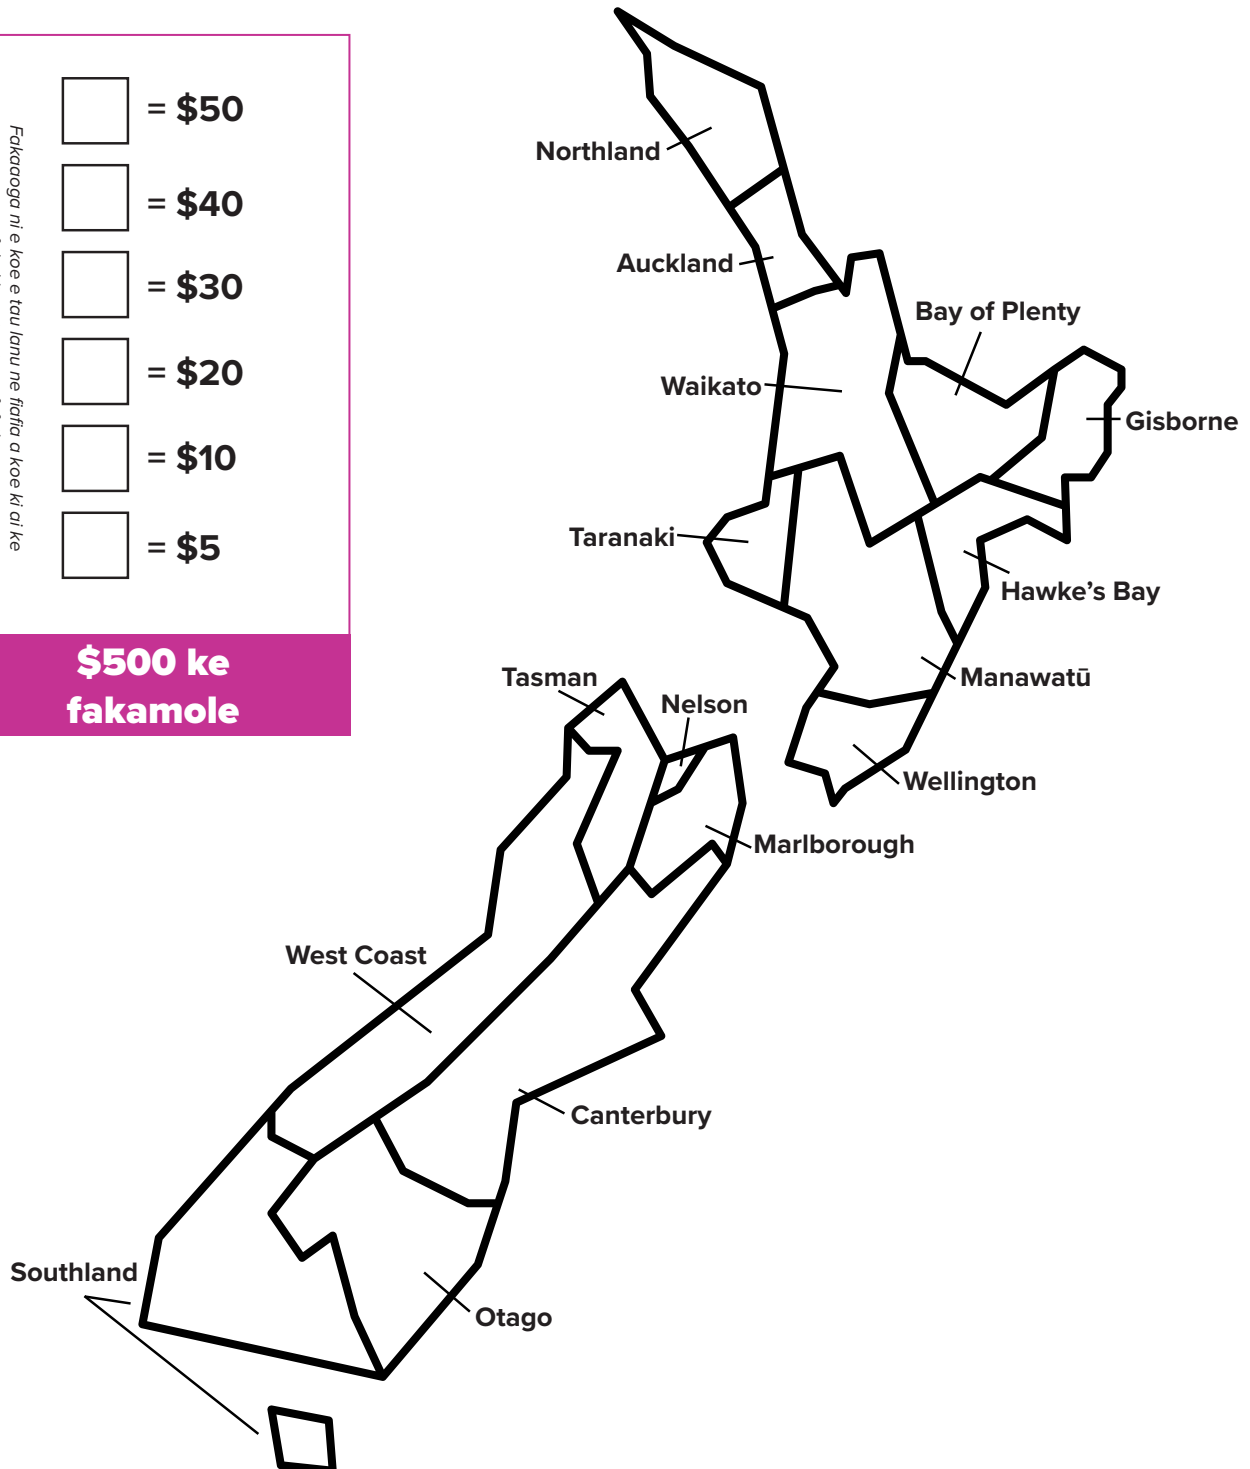 Fakaaoga ni e koe e tau lanu ne fiafia a koe ki ai ke
= $50
= $40
= $30
= $20
= $10
= $5
$500 ke
fakamole
Northland
Auckland
Bay of Plenty
Waikato
Gisborne
Taranaki
Hawke’s Bay
Manawatū
Tasman
Nelson
Wellington
Marlborough
West Coast
Canterbury
Southland
Otago